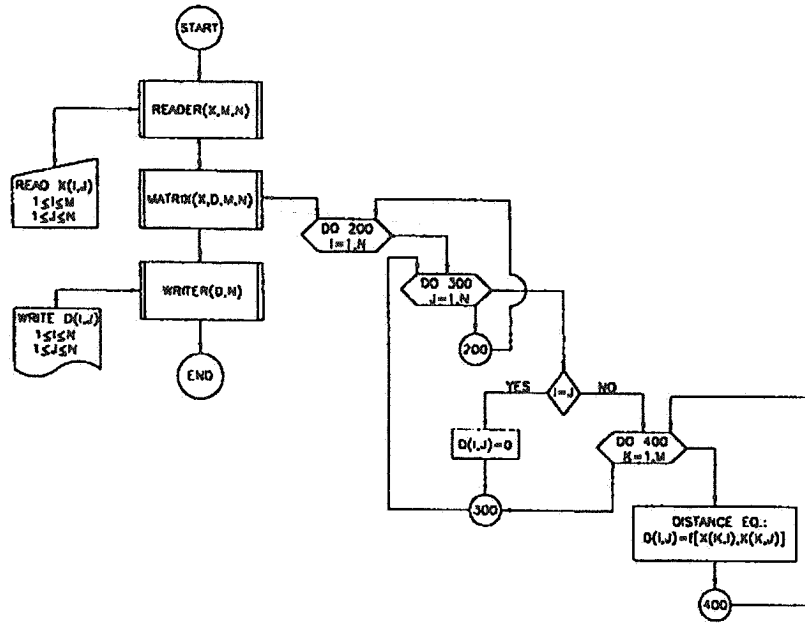 START
READER(X,M,N)
READ X(I,J)
1≤I≤M
1≤J≤N
MATRIX(X,D,M,N)
DO 200
I=1,N
DO 300
J=1,N
WRITER(D,N)
WRITE D(I,J)
1≤I≤N
1≤J≤N
200
END
YES
I=J
NO
D(I,J)=0
DO 400
K=1,M
300
DISTANCE EQ.:
D(I,J)=f[X(K,I),X(K,J)]
400